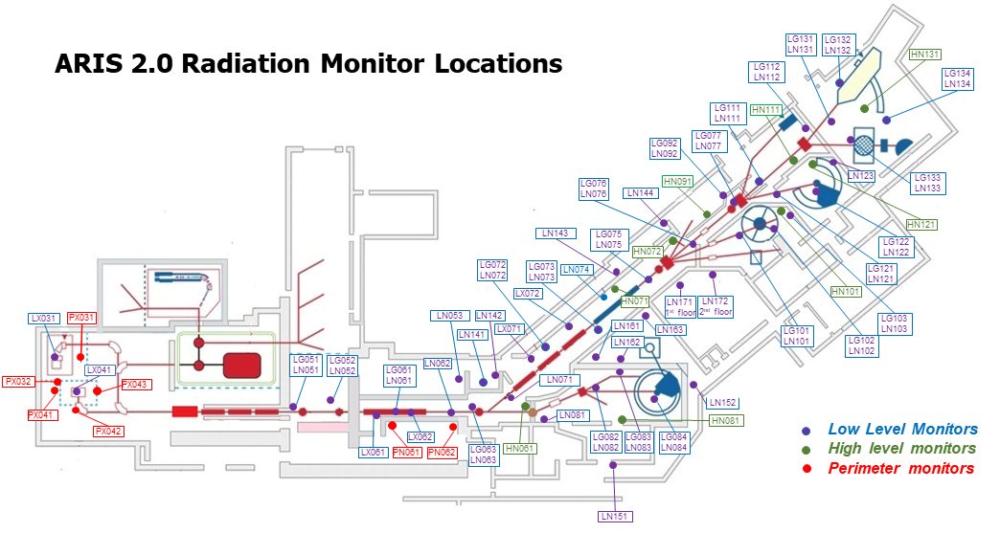 ARIS 2.0 Radiation Monitor Locations
LG131
LN131
LG132
LN132
HN131
LG134
LN134
LG112
LN112
HN111
LG111
LN111
LG077
LN077
LG092
LN092
LN123
LG133
LN133
HN091
LG076
LN076
LN144
HN121
LG122
LN122
LN143
LG075
LN075
HN072
LG121
LN121
LG072
LN072
LG073
LN073
LN074
HN101
LX072
HN071
LN171
1st floor
LN172
2nd floor
LG103
LN103
LX031
PX031
LN053
LN142
LX071
LN141
LN161
LN163
LG101
LN101
LG102
LN102
LN162
LX041
LG051
LN051
LG052
LN052
LG061
LN061
LN062
PX032
PX043
LN071
PX041
PX042
LN081
LN152
HN081
LX061
PN061
LX062
PN062
LG063
LN063
HN061
LG082
LN082
LG083
LN083
LG084
LN084
LN151
Low Level Monitors
High level monitors
Perimeter monitors